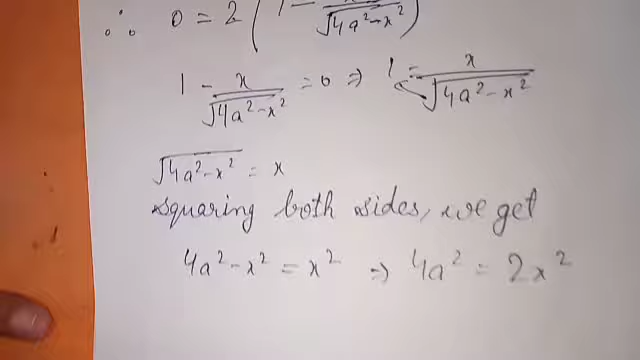 ∴ 0 = 2 ( 1 - x/√(4a² - x²) )
1 - x/√(4a² - x²) = 0 ⇒ 1 = x/√(4a² - x²)
√(4a² - x²) = x
squaring both sides, we get
4a² - x² = x² ⇒ 4a² = 2x²